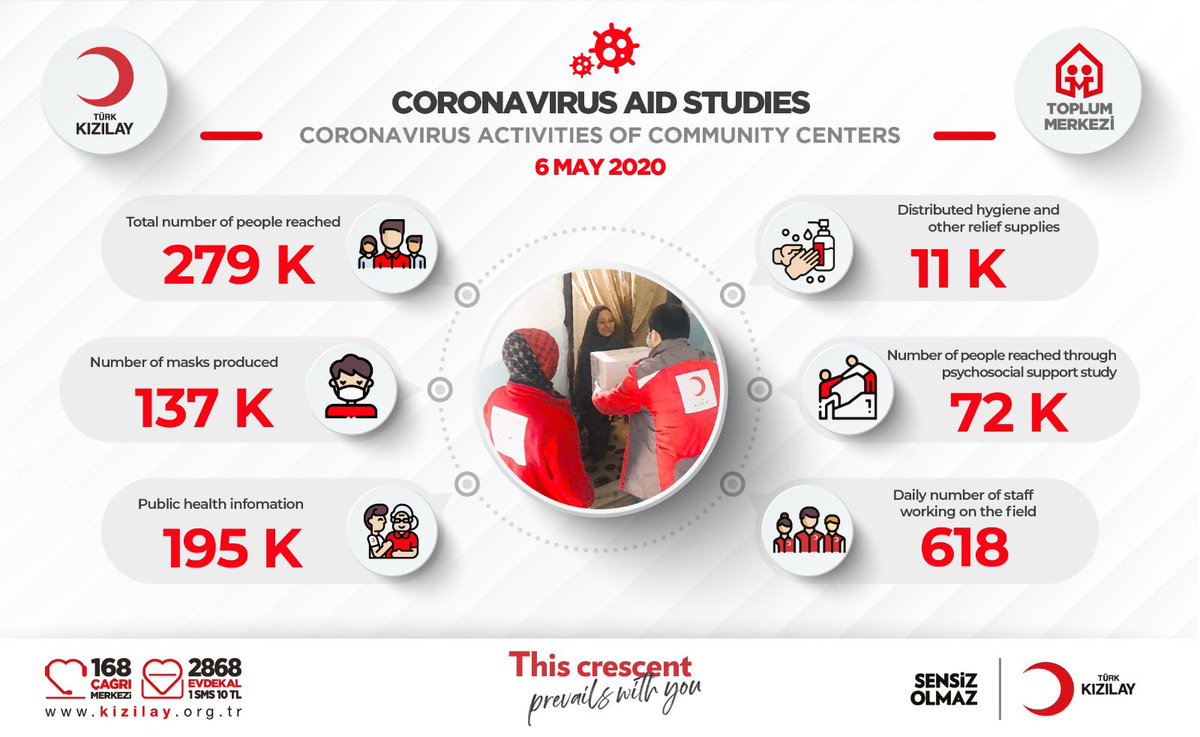 TÜRK
KIZILAY
CORONAVIRUS AID STUDIES
CORONAVIRUS ACTIVITIES OF COMMUNITY CENTERS
6 MAY 2020
TOPLUM
MERKEZİ
Total number of people reached
279 K
Number of masks produced
137 K
Public health infomation
195 K
Distributed hygiene and
other relief supplies
11 K
Number of people reached through
psychosocial support study
72 K
Daily number of staff
working on the field
618
KIZILAY
168
ÇAĞRI
MERKEZİ
2868
EVDEKAL
1 SMS 10 TL
www.kizilay.org.tr
This crescent
prevails with you
SENSİZ
OLMAZ
TÜRK
KIZILAY